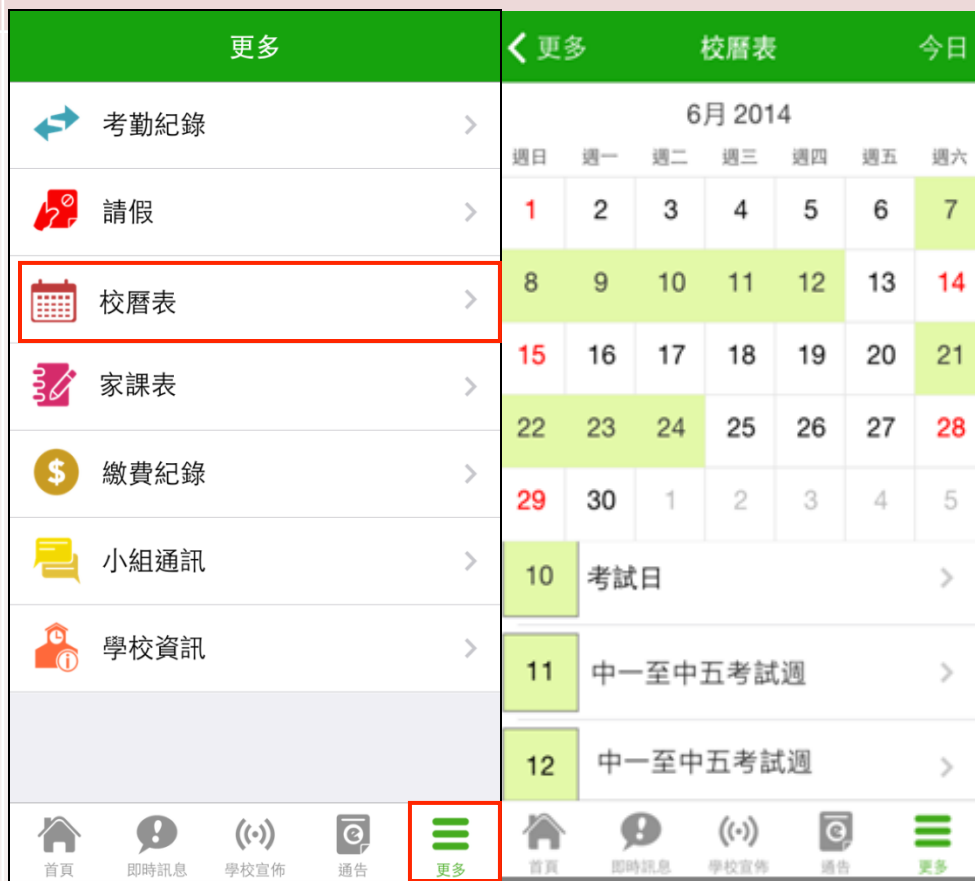 更多
考勤紀錄
請假
校曆表
家課表
繳費紀錄
小組通訊
學校資訊
首頁 即時訊息 學校宣佈 通告 更多
更多 校曆表 今日
6月 2014
週日 週一 週二 週三 週四 週五 週六
1 2 3 4 5 6 7
8 9 10 11 12 13 14
15 16 17 18 19 20 21
22 23 24 25 26 27 28
29 30 1 2 3 4 5
10 考試日
11 中一至中五考試週
12 中一至中五考試週
首頁 即時訊息 學校宣佈 通告 更多